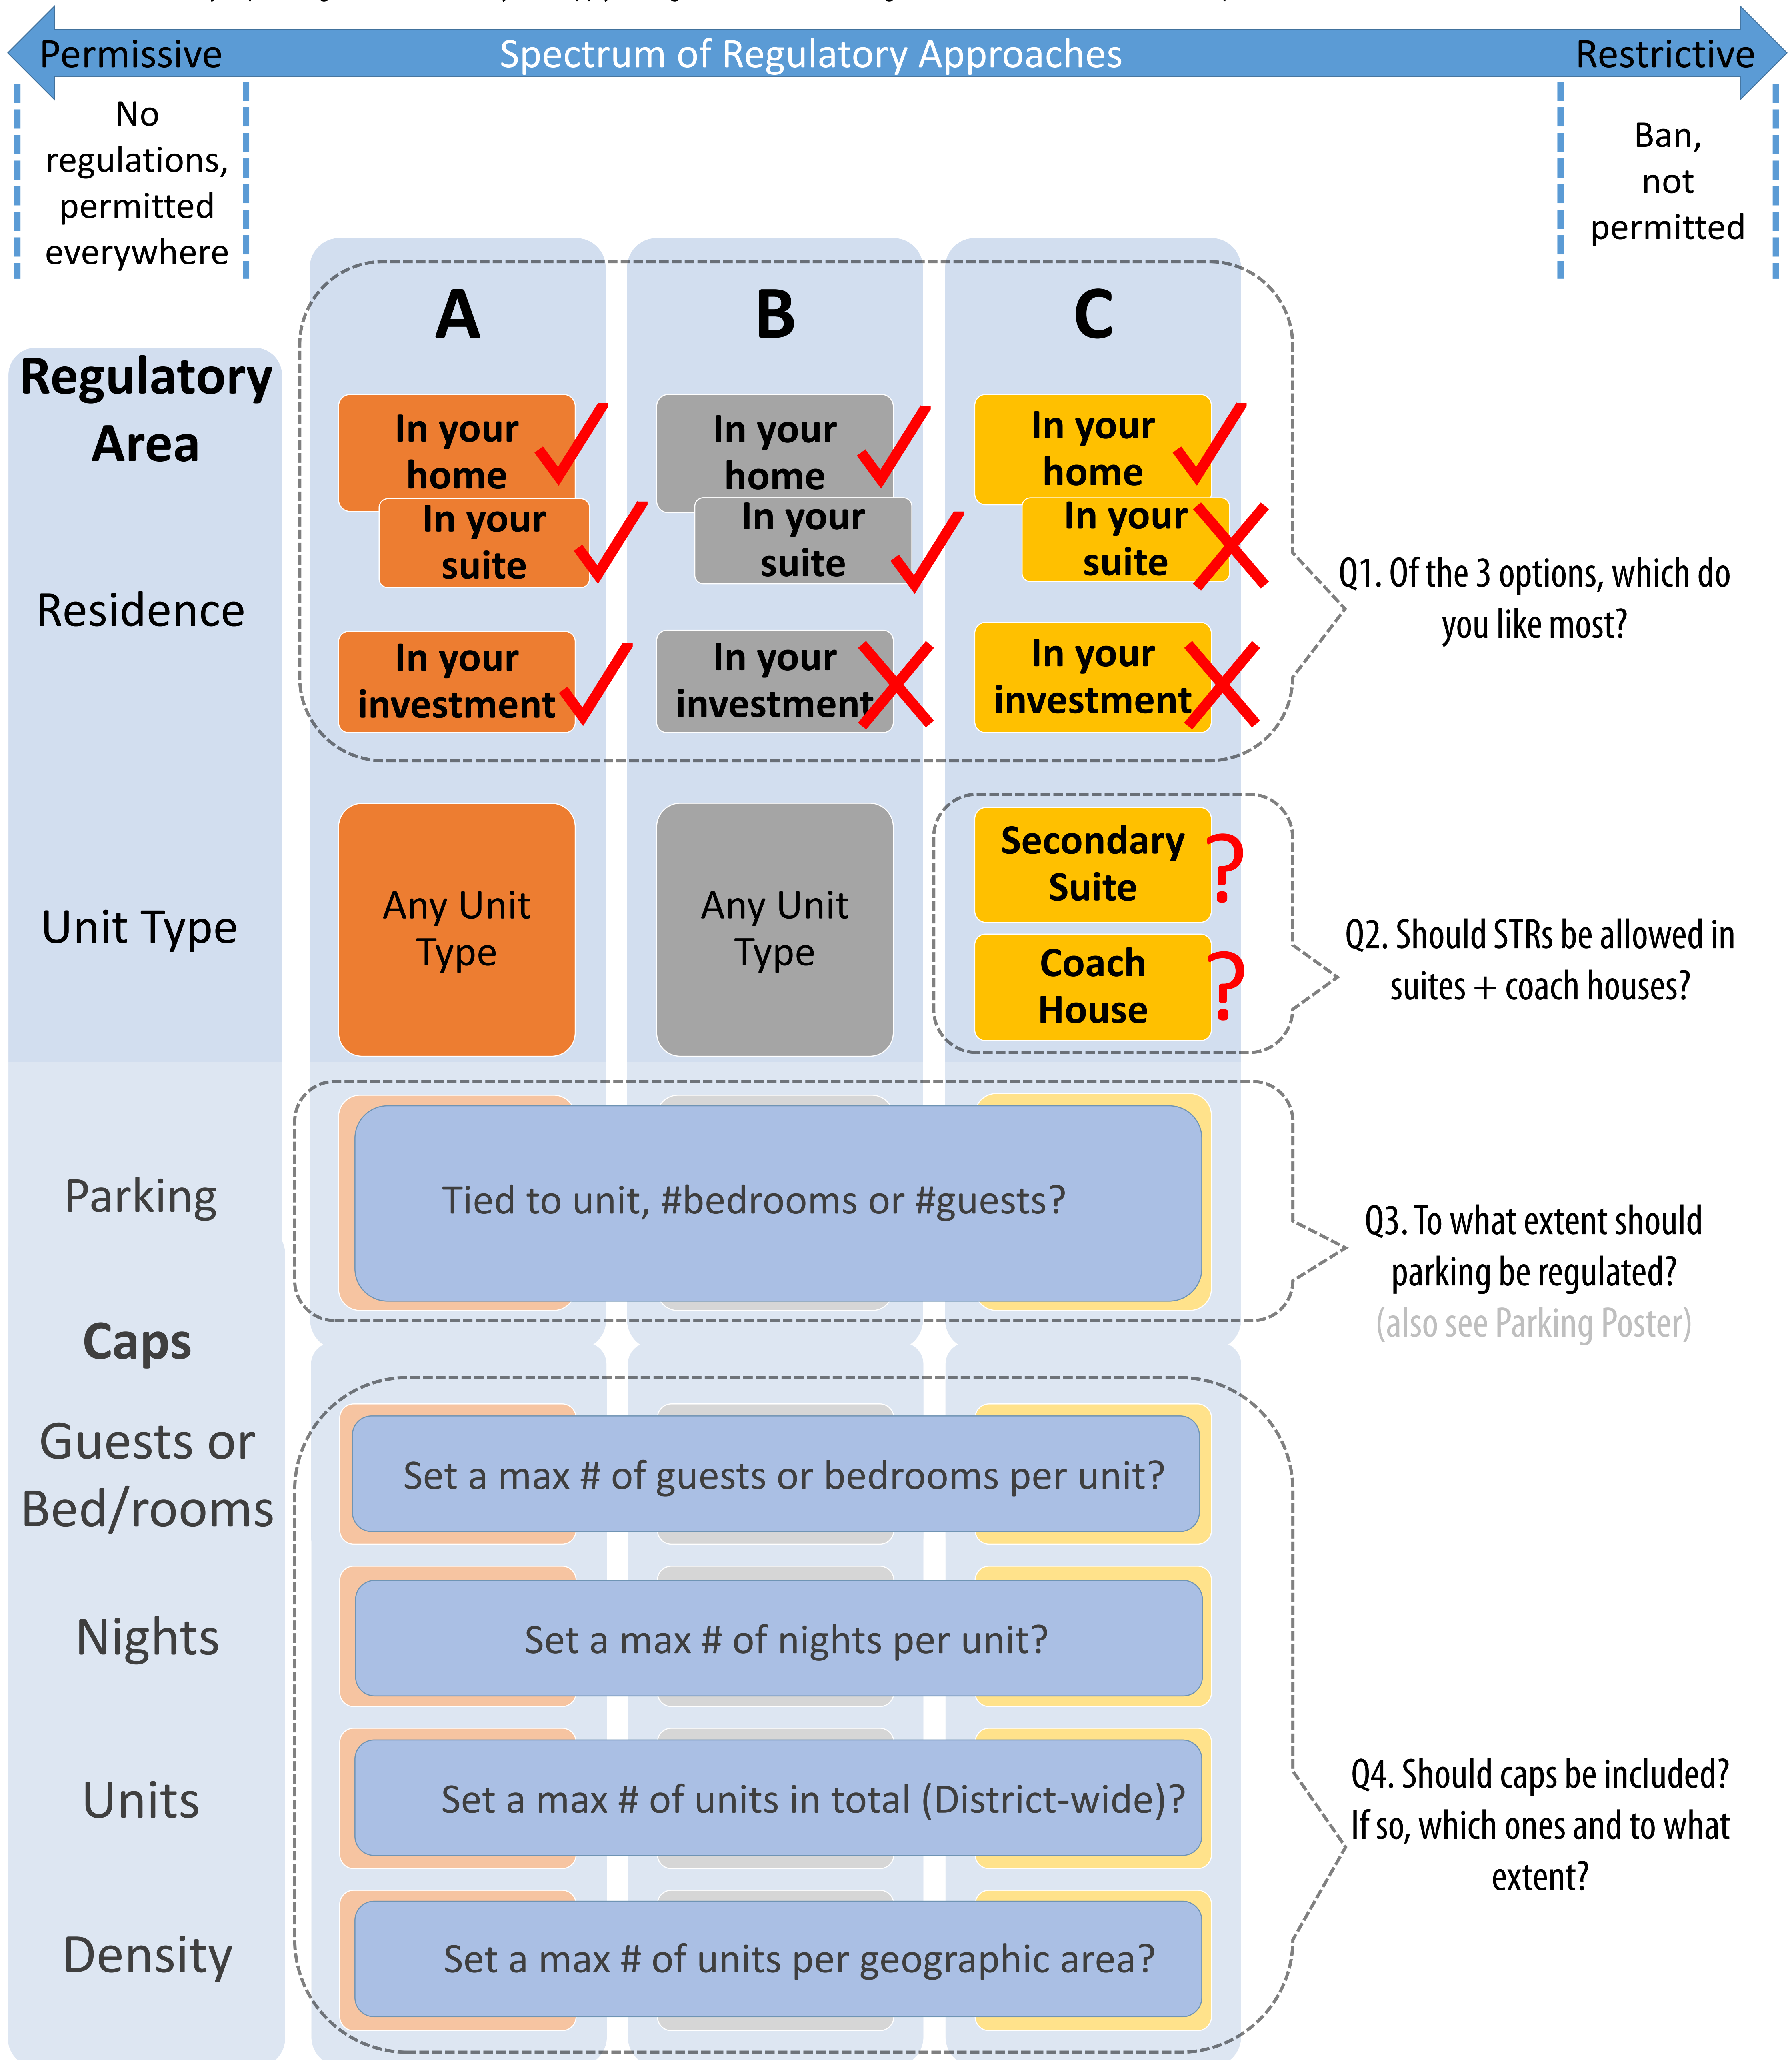 Permissive
Spectrum of Regulatory Approaches
Restrictive
No
regulations,
permitted
everywhere
Ban,
not
permitted
A
B
C
Regulatory
Area
In your
home
In your
home
In your
home
In your
suite
In your
suite
In your
suite
Residence
In your
investment
In your
investment
In your
investment
Q1. Of the 3 options, which do
you like most?
Unit Type
Any Unit
Type
Any Unit
Type
Secondary
Suite
?
Coach
House
?
Q2. Should STRs be allowed in
suites + coach houses?
Parking
Tied to unit, #bedrooms or #guests?
Q3. To what extent should
parking be regulated?
(also see Parking Poster)
Caps
Guests or
Bed/rooms
Set a max # of guests or bedrooms per unit?
Nights
Set a max # of nights per unit?
Units
Set a max # of units in total (District-wide)?
Density
Set a max # of units per geographic area?
Q4. Should caps be included?
If so, which ones and to what
extent?